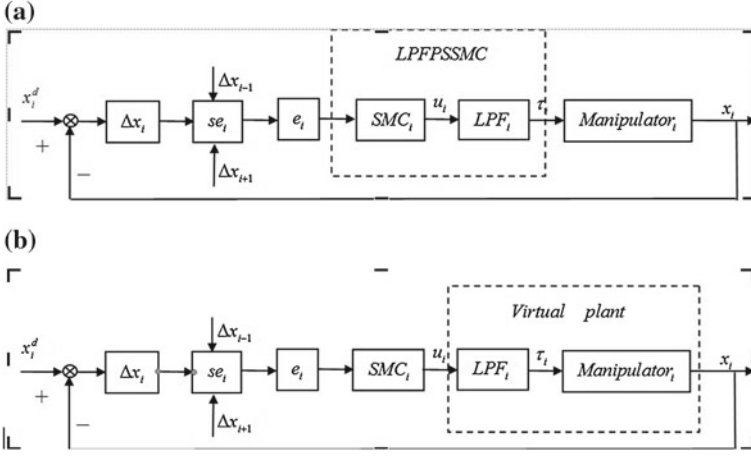 (a)
LPFPSSMC
Δx_{i-1}
x_i^d Δx_i se_i e_i SMC_i u_i LPF_i τ_i Manipulator_i x_i
+
−
Δx_{i+1}
(b)
Virtual plant
Δx_{i-1}
x_i^d Δx_i se_i e_i SMC_i u_i LPF_i τ_i Manipulator_i x_i
+
−
Δx_{i+1}